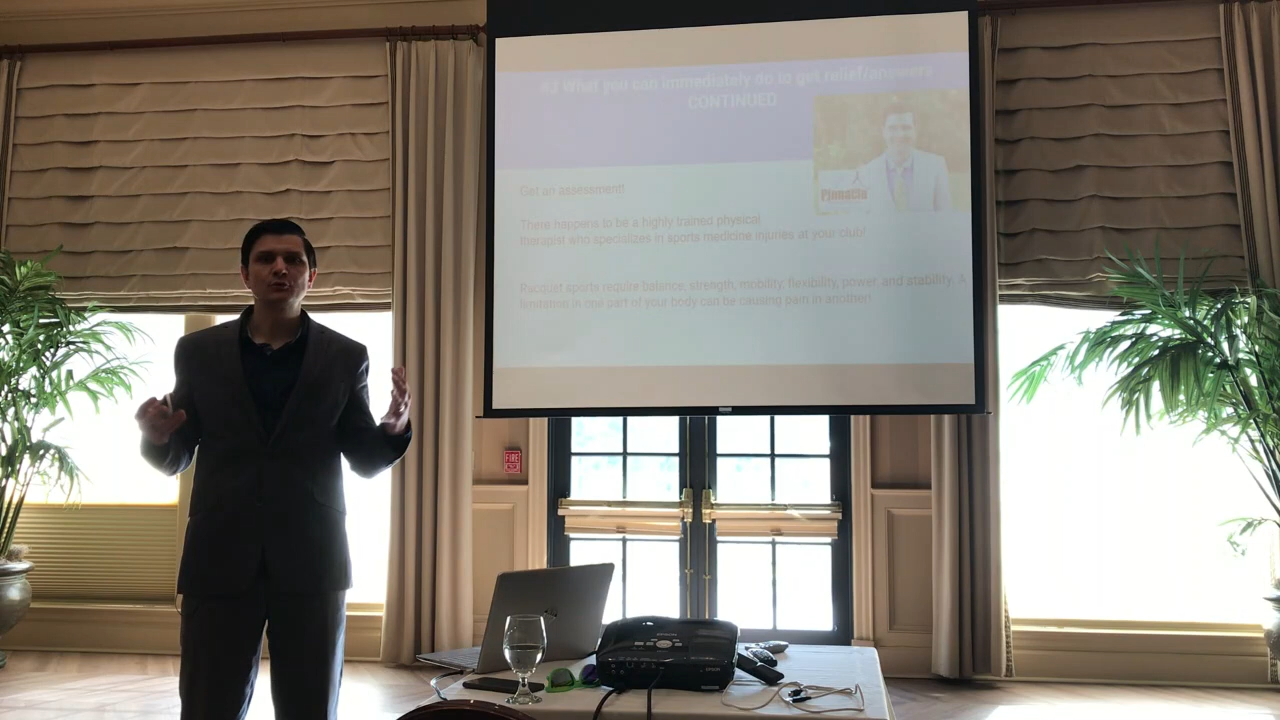 #3 What you can immediately do to get relief/answers
CONTINUED
Pinnacle
Get an assessment!
There happens to be a highly trained physical
therapist who specializes in sports medicine injuries at your club!
Racquet sports require balance, strength, mobility, flexibility, power, and stability. A
limitation in one part of your body can be causing pain in another!
FIRE
EPSON